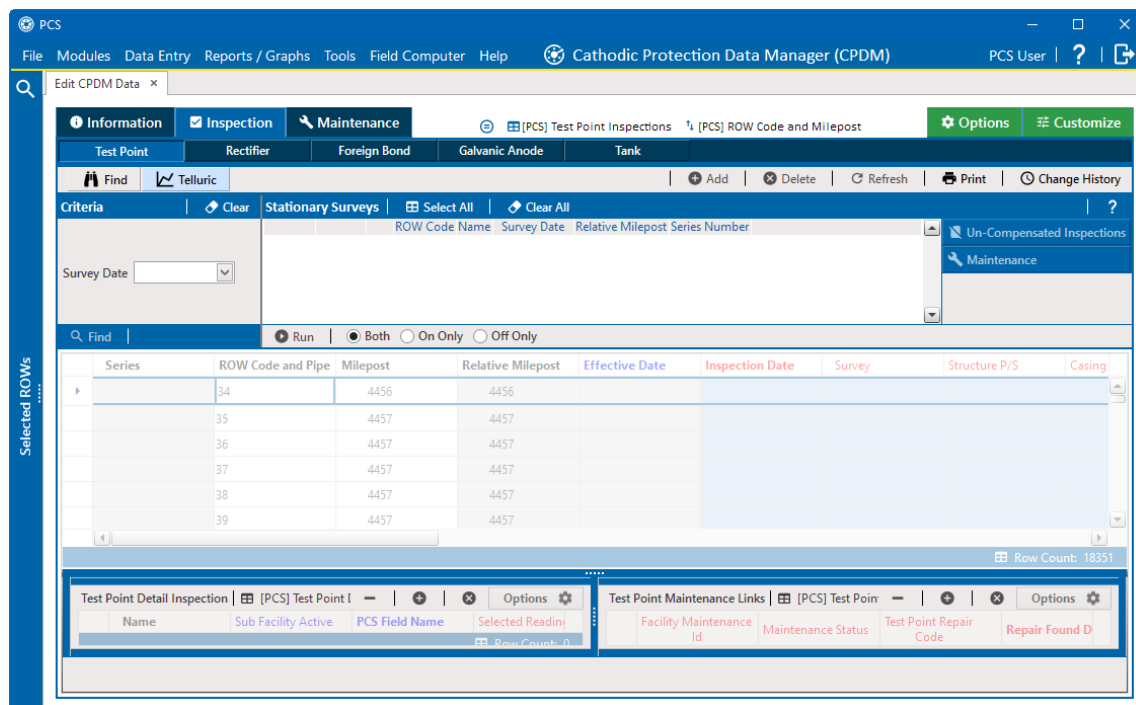 PCS
File Modules Data Entry Reports / Graphs Tools Field Computer Help Cathodic Protection Data Manager (CPDM) PCS User ?
Edit CPDM Data ×
Information Inspection Maintenance [PCS] Test Point Inspections [PCS] ROW Code and Milepost Options Customize
Test Point Rectifier Foreign Bond Galvanic Anode Tank
Find Telluric Add Delete Refresh Print Change History
Criteria Clear Stationary Surveys Select All Clear All ?
ROW Code Name Survey Date Relative Milepost Series Number
Un-Compensated Inspections
Maintenance
Survey Date
Find Run Both On Only Off Only
Selected ROWs
Series ROW Code and Pipe Milepost Relative Milepost Effective Date Inspection Date Survey Structure P/S Casing
34 4456 4456
35 4457 4457
36 4457 4457
37 4457 4457
38 4457 4457
39 4457 4457
Row Count: 18351
Test Point Detail Inspection [PCS] Test Point Options Test Point Maintenance Links [PCS] Test Poin Options
Name Sub Facility Active PCS Field Name Selected Readin Facility Maintenance Id Maintenance Status Test Point Repair Code Repair Found D
Row Count: 0